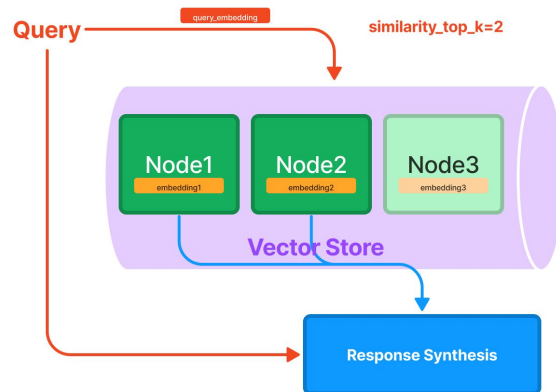 query_embedding
Query
similarity_top_k=2
Node1
embedding1
Node2
embedding2
Node3
embedding3
Vector Store
Response Synthesis